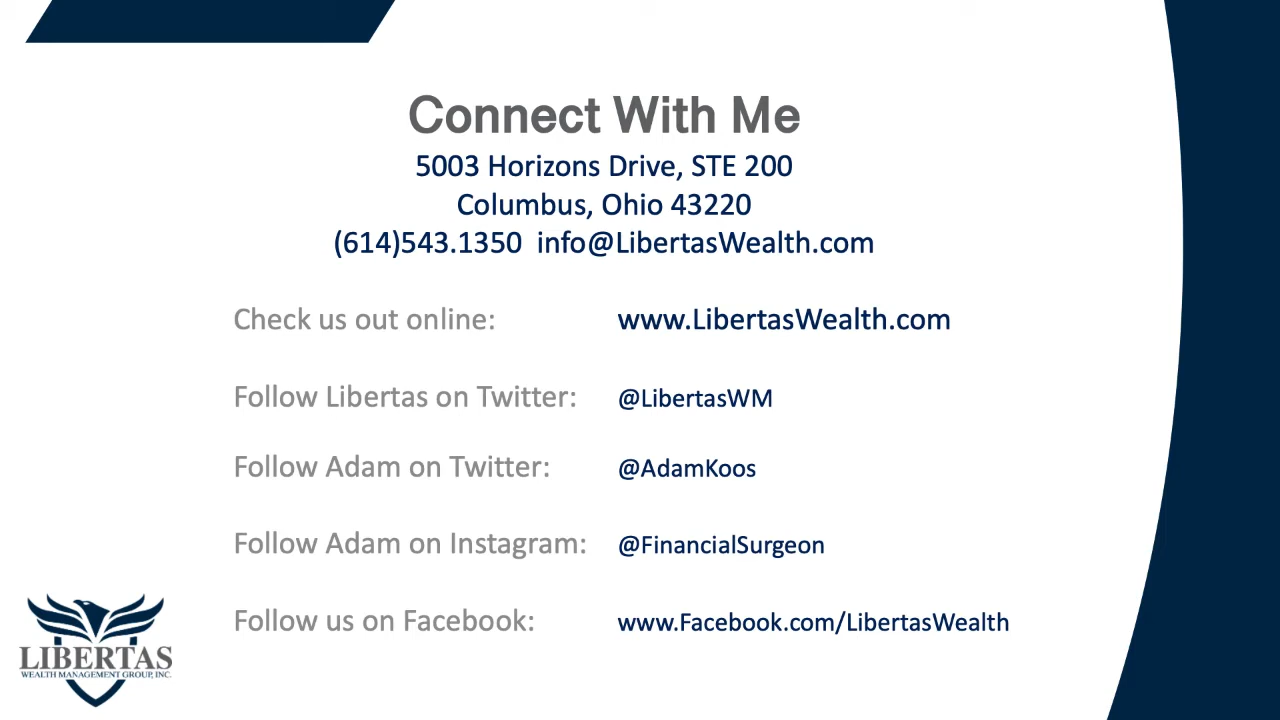 Connect With Me
5003 Horizons Drive, STE 200
Columbus, Ohio 43220
(614)543.1350 info@LibertasWealth.com
Check us out online: www.LibertasWealth.com
Follow Libertas on Twitter: @LibertasWM
Follow Adam on Twitter: @AdamKoos
Follow Adam on Instagram: @FinancialSurgeon
Follow us on Facebook: www.Facebook.com/LibertasWealth
LIBERTAS
WEALTH MANAGEMENT GROUP, INC.